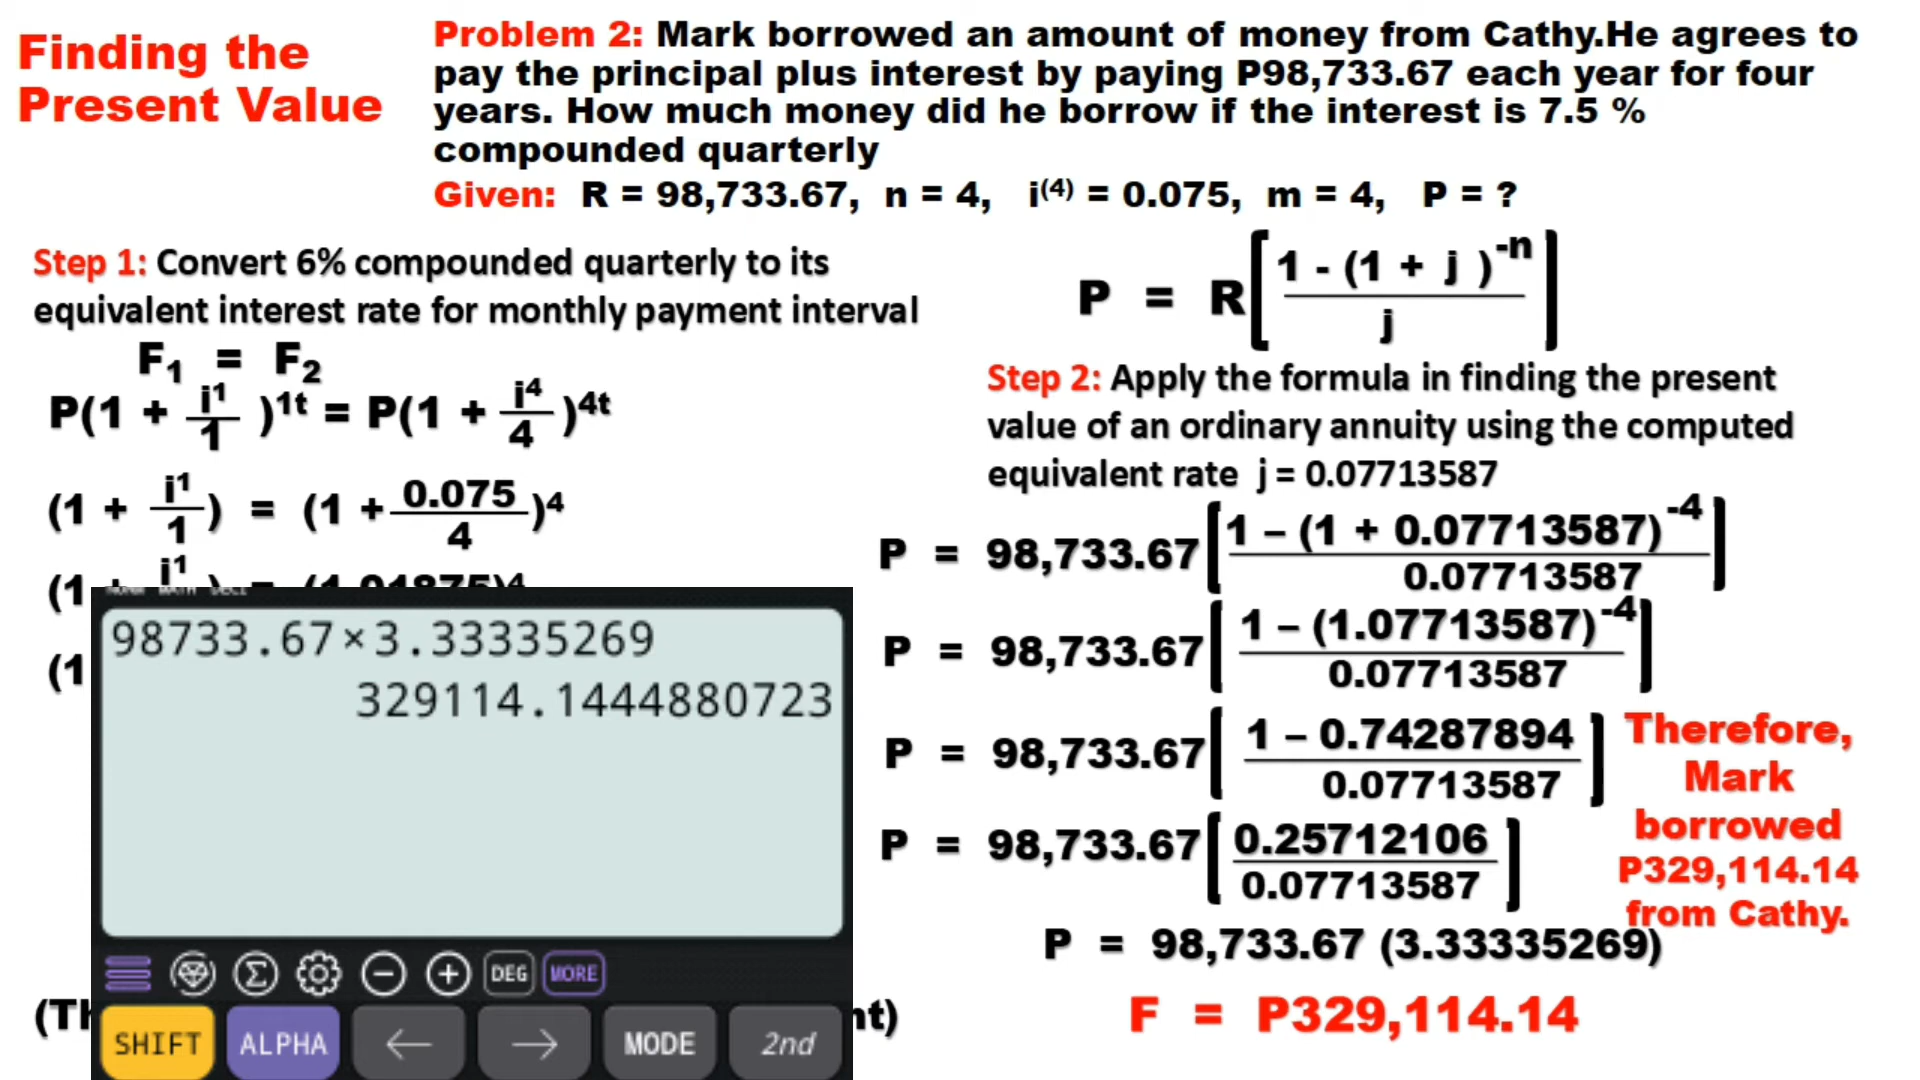 Finding the
Present Value
Problem 2: Mark borrowed an amount of money from Cathy.He agrees to
pay the principal plus interest by paying P98,733.67 each year for four
years. How much money did he borrow if the interest is 7.5 %
compounded quarterly
Given: R = 98,733.67, n = 4, i⁽⁴⁾ = 0.075, m = 4, P = ?
Step 1: Convert 6% compounded quarterly to its
equivalent interest rate for monthly payment interval
F₁ = F₂
P(1 + i¹/1 )¹ᵗ = P(1 + i⁴/4 )⁴ᵗ
(1 + i¹/1) = (1 + 0.075/4 )⁴
(1 + i¹ ) = (1.01875)⁴
(1
98733.67×3.33335269
329114.1444880723
DEG MORE
SHIFT ALPHA ← → MODE 2nd
P = R[ 1 - (1 + j )⁻ⁿ / j ]
Step 2: Apply the formula in finding the present
value of an ordinary annuity using the computed
equivalent rate j = 0.07713587
P = 98,733.67[ 1 – (1 + 0.07713587)⁻⁴ / 0.07713587 ]
P = 98,733.67[ 1 – (1.07713587)⁻⁴ / 0.07713587 ]
P = 98,733.67[ 1 – 0.74287894 / 0.07713587 ]
P = 98,733.67[ 0.25712106 / 0.07713587 ]
P = 98,733.67 (3.33335269)
F = P329,114.14
Therefore,
Mark
borrowed
P329,114.14
from Cathy.